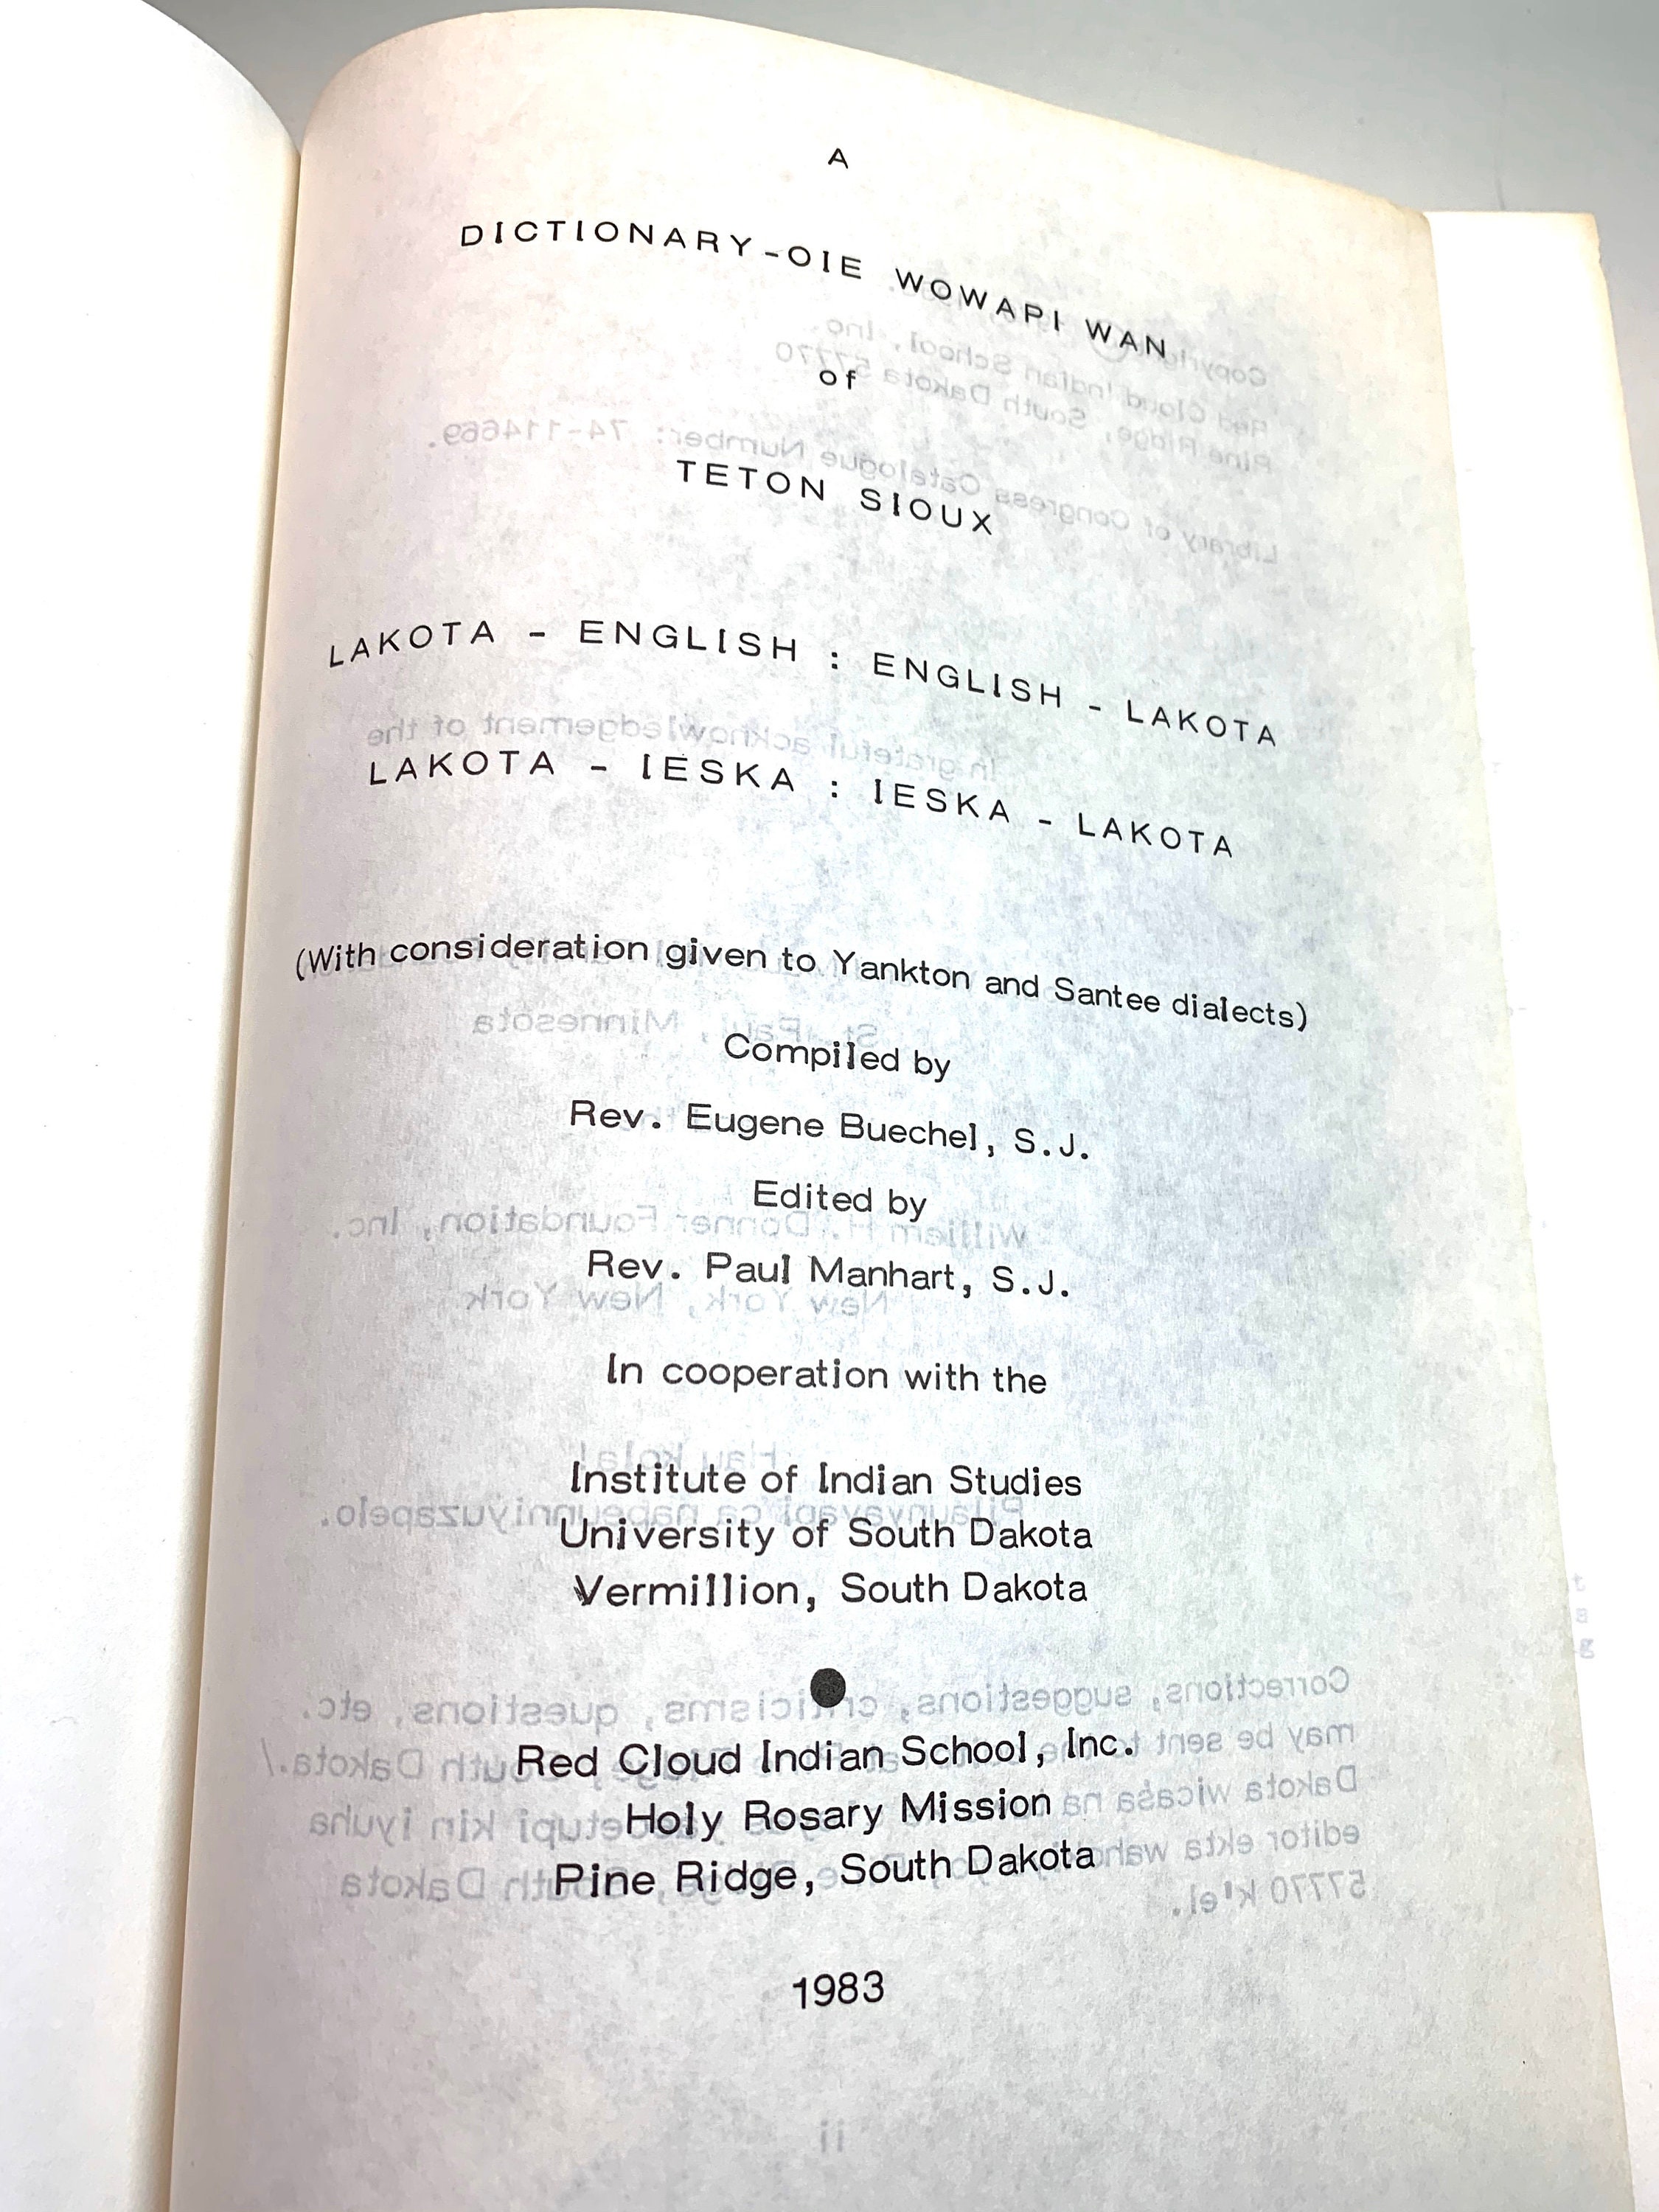 A
DICTIONARY-OIE WOWAPI WAN
of
TETON SIOUX
LAKOTA - ENGLISH : ENGLISH - LAKOTA
LAKOTA - IESKA : IESKA - LAKOTA
(With consideration given to Yankton and Santee dialects)
Compiled by
Rev. Eugene Buechel, S.J.
Edited by
Rev. Paul Manhart, S.J.
In cooperation with the
Institute of Indian Studies
University of South Dakota
Vermillion, South Dakota
Red Cloud Indian School, Inc.
Holy Rosary Mission
Pine Ridge, South Dakota
1983
ii